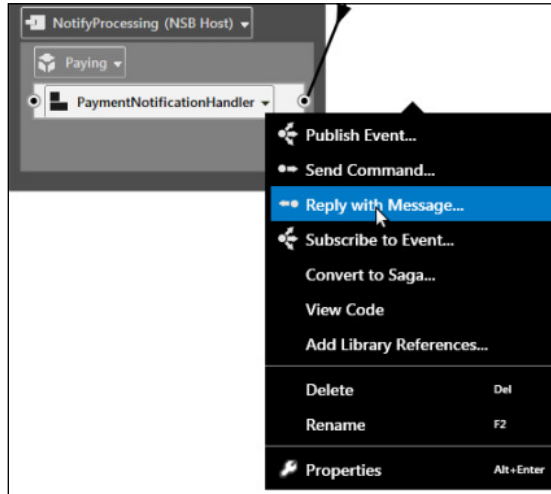 NotifyProcessing (NSB Host)
Paying
PaymentNotificationHandler
Publish Event...
Send Command...
Reply with Message...
Subscribe to Event...
Convert to Saga...
View Code
Add Library References...
Delete Del
Rename F2
Properties Alt+Enter